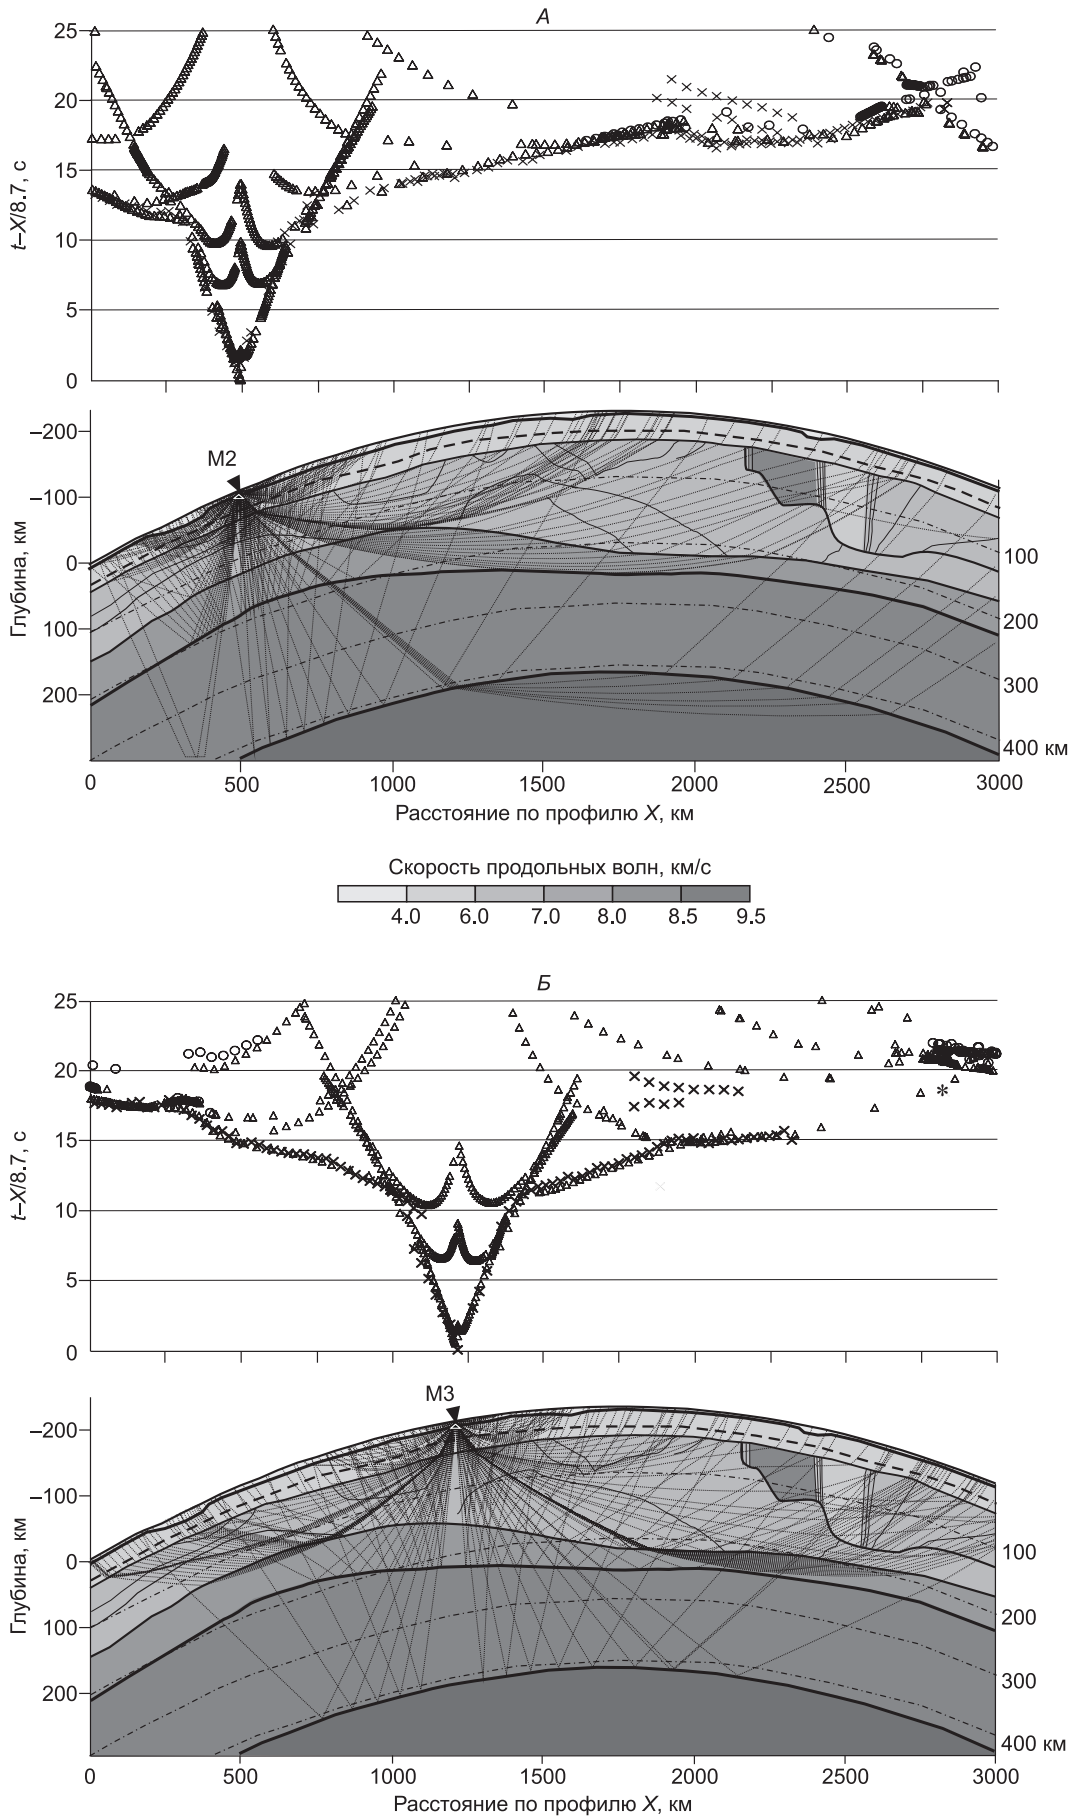 А
25
20
15
10
5
0
t–X/8.7, с
М2
–200
–100
0
100
200
Глубина, км
100
200
300
400 км
0 500 1000 1500 2000 2500 3000
Расстояние по профилю X, км
Скорость продольных волн, км/с
4.0 6.0 7.0 8.0 8.5 9.5
Б
25
20
15
10
5
0
t–X/8.7, с
М3
–200
–100
0
100
200
Глубина, км
100
200
300
400 км
0 500 1000 1500 2000 2500 3000
Расстояние по профилю X, км